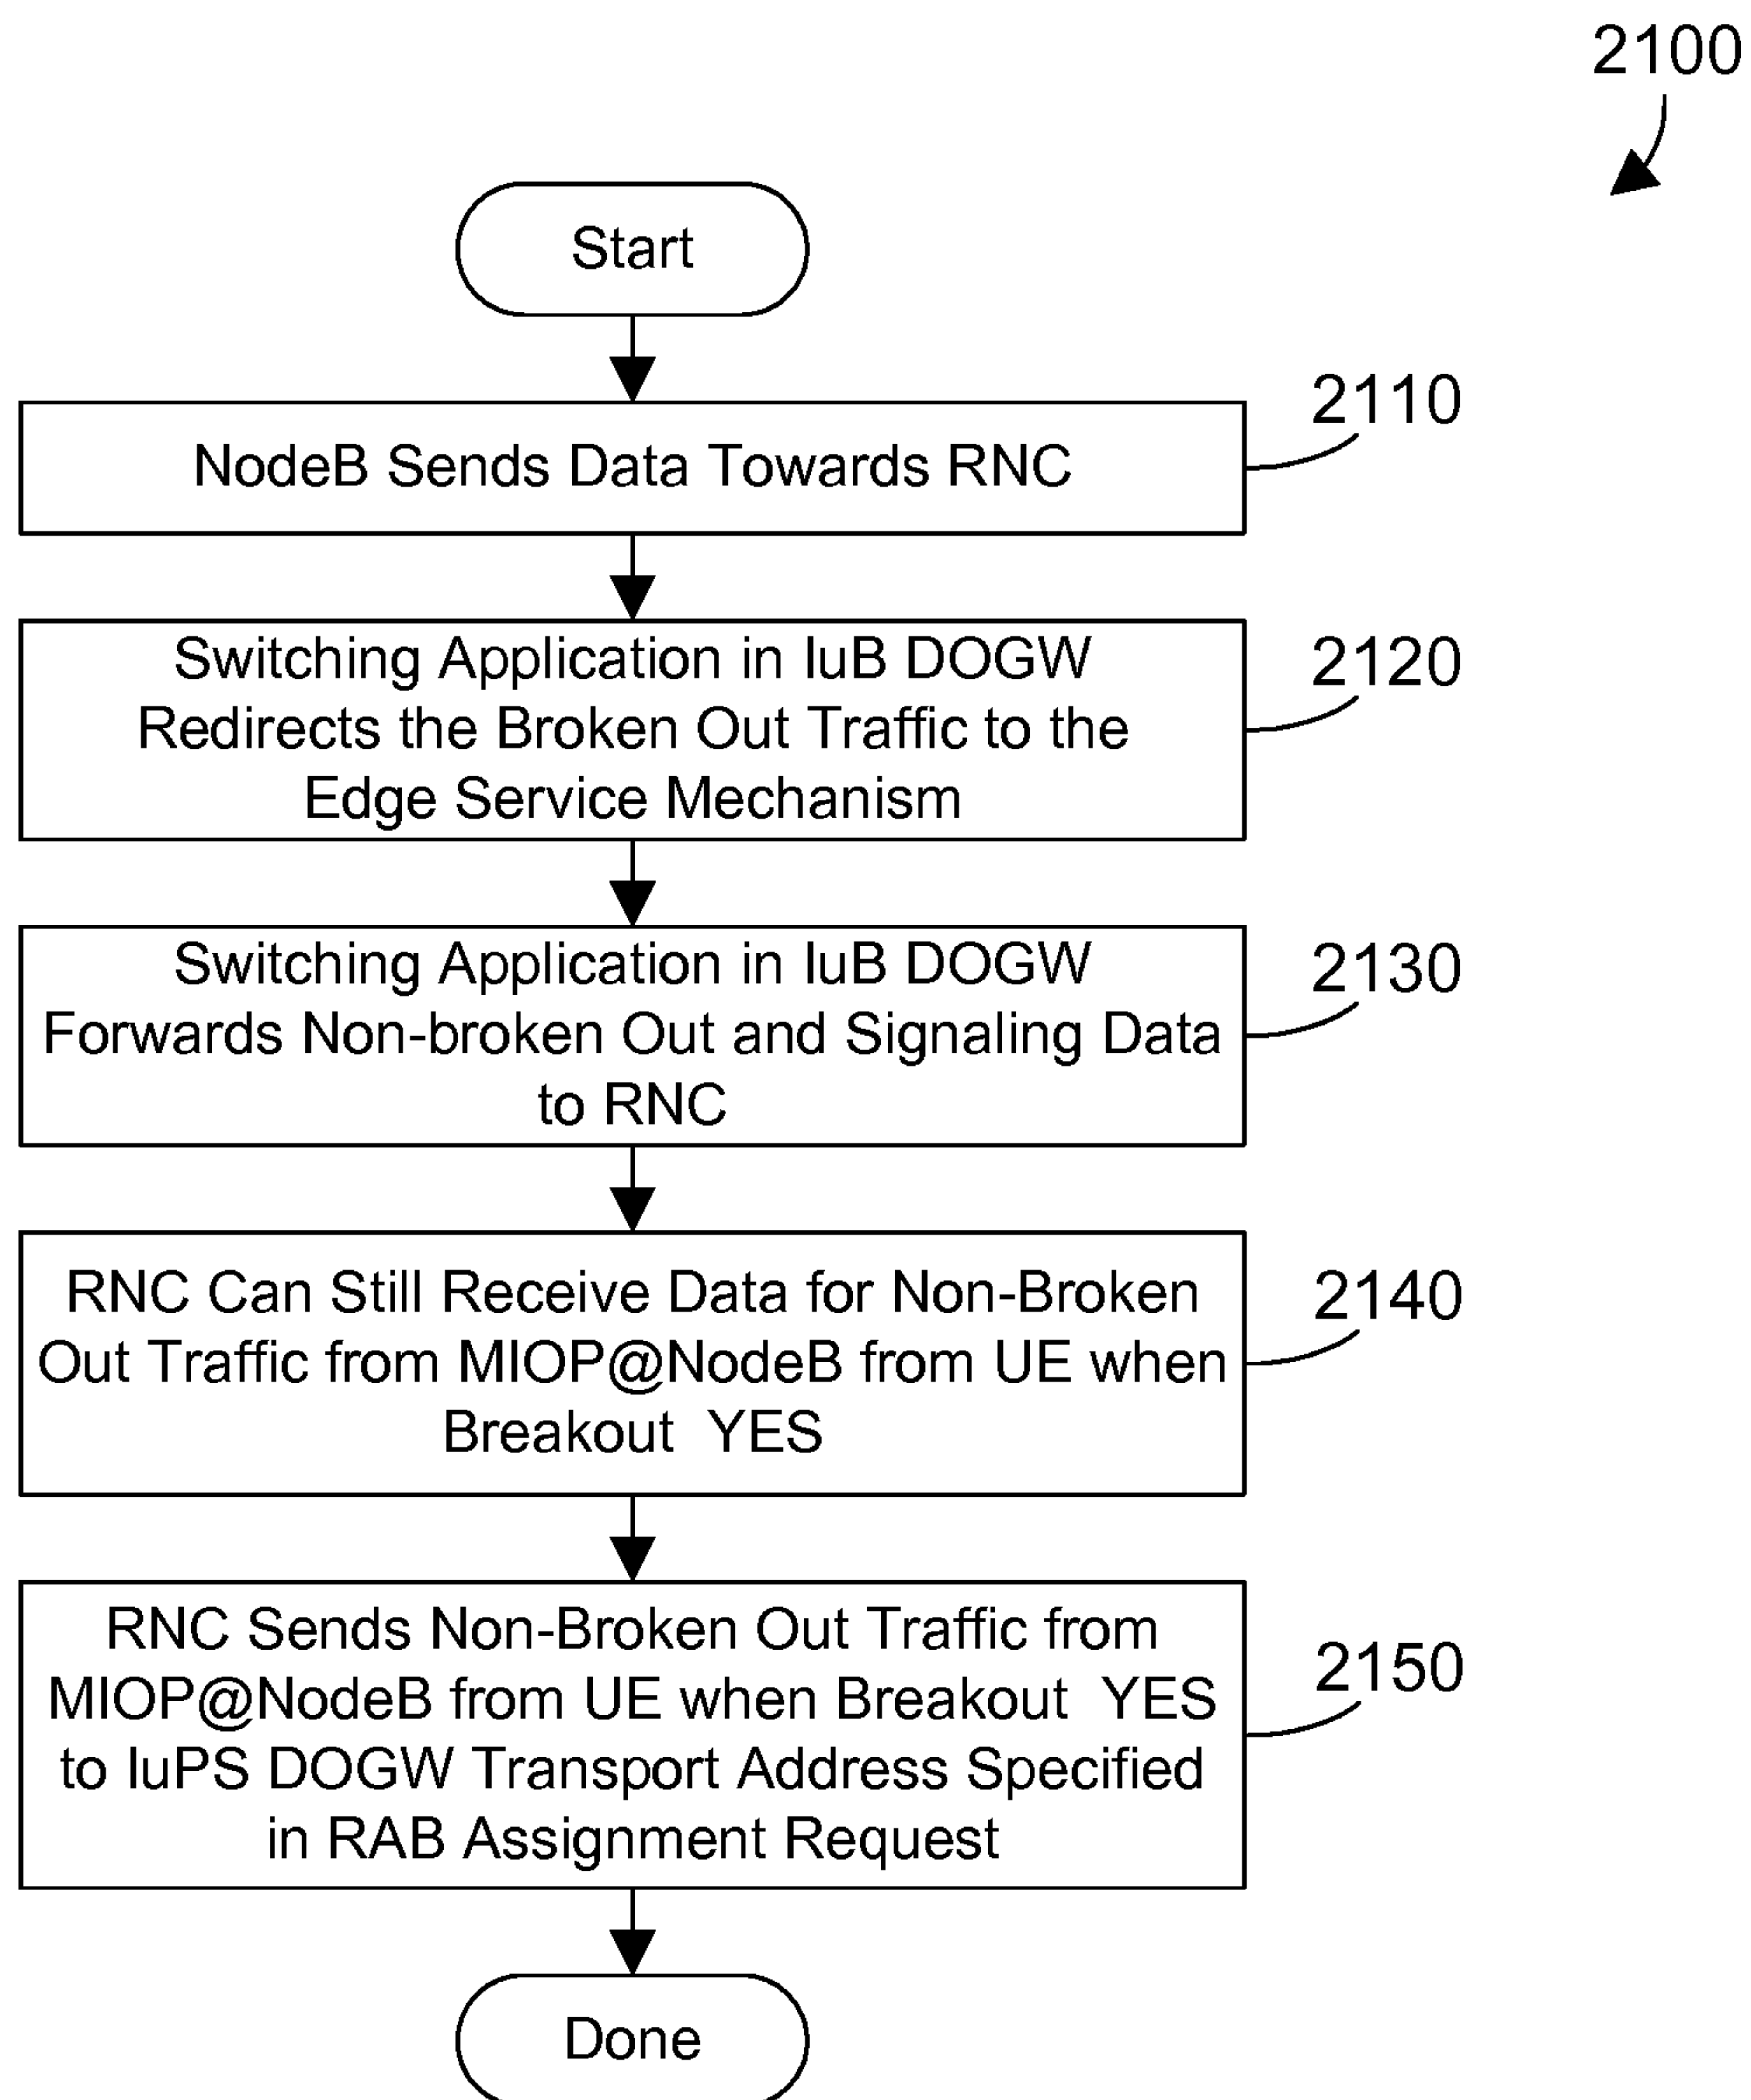 2100
Start
NodeB Sends Data Towards RNC
2110
Switching Application in IuB DOGW
Redirects the Broken Out Traffic to the
Edge Service Mechanism
2120
Switching Application in IuB DOGW
Forwards Non-broken Out and Signaling Data
to RNC
2130
RNC Can Still Receive Data for Non-Broken
Out Traffic from MIOP@NodeB from UE when
Breakout YES
2140
RNC Sends Non-Broken Out Traffic from
MIOP@NodeB from UE when Breakout YES
to IuPS DOGW Transport Address Specified
in RAB Assignment Request
2150
Done